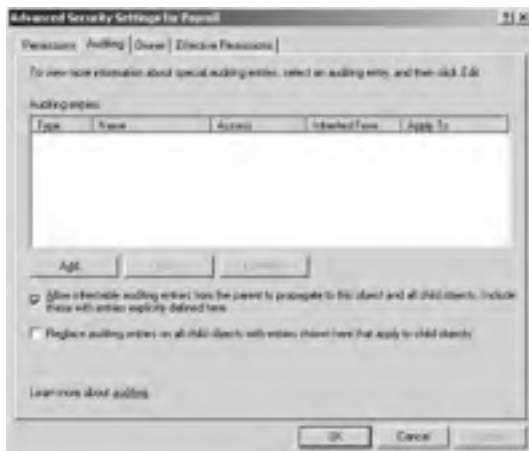 Advanced Security Settings for Payroll
Permissions Auditing Owner Effective Permissions
To view more information about special auditing entries, select an auditing entry, and then click Edit.
Auditing entries:
Type Name Access Inherited From Apply To
Add...
Allow inheritable auditing entries from the parent to propagate to this object and all child objects. Include
these with entries explicitly defined here.
Replace auditing entries on all child objects with entries shown here that apply to child objects
Learn more about auditing.
OK Cancel